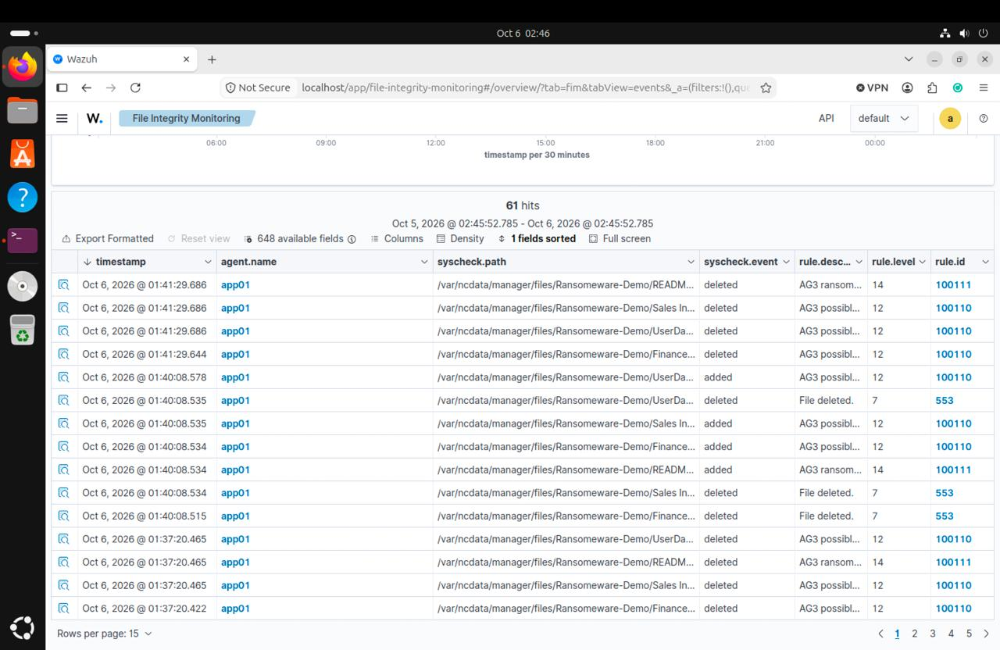 Oct 6 02:46
Wazuh
Not Secure localhost/app/file-integrity-monitoring#/overview/?tab=fim&tabView=events&_a=(filters:!(),que VPN
W. File Integrity Monitoring API default a
06:00 09:00 12:00 15:00 18:00 21:00 00:00
timestamp per 30 minutes
61 hits
Oct 5, 2026 @ 02:45:52.785 - Oct 6, 2026 @ 02:45:52.785
Export Formatted Reset view 648 available fields Columns Density 1 fields sorted Full screen
timestamp agent.name syscheck.path syscheck.event rule.desc... rule.level rule.id
Oct 6, 2026 @ 01:41:29.686 app01 /var/ncdata/manager/files/Ransomeware-Demo/READM... deleted AG3 ransom... 14 100111
Oct 6, 2026 @ 01:41:29.686 app01 /var/ncdata/manager/files/Ransomeware-Demo/Sales In... deleted AG3 possibl... 12 100110
Oct 6, 2026 @ 01:41:29.686 app01 /var/ncdata/manager/files/Ransomeware-Demo/UserDa... deleted AG3 possibl... 12 100110
Oct 6, 2026 @ 01:41:29.644 app01 /var/ncdata/manager/files/Ransomeware-Demo/Finance... deleted AG3 possibl... 12 100110
Oct 6, 2026 @ 01:40:08.578 app01 /var/ncdata/manager/files/Ransomeware-Demo/UserDa... added AG3 possibl... 12 100110
Oct 6, 2026 @ 01:40:08.535 app01 /var/ncdata/manager/files/Ransomeware-Demo/UserDa... deleted File deleted. 7 553
Oct 6, 2026 @ 01:40:08.535 app01 /var/ncdata/manager/files/Ransomeware-Demo/Sales In... added AG3 possibl... 12 100110
Oct 6, 2026 @ 01:40:08.534 app01 /var/ncdata/manager/files/Ransomeware-Demo/Finance... added AG3 possibl... 12 100110
Oct 6, 2026 @ 01:40:08.534 app01 /var/ncdata/manager/files/Ransomeware-Demo/READM... added AG3 ransom... 14 100111
Oct 6, 2026 @ 01:40:08.534 app01 /var/ncdata/manager/files/Ransomeware-Demo/Sales In... deleted File deleted. 7 553
Oct 6, 2026 @ 01:40:08.515 app01 /var/ncdata/manager/files/Ransomeware-Demo/Finance... deleted File deleted. 7 553
Oct 6, 2026 @ 01:37:20.465 app01 /var/ncdata/manager/files/Ransomeware-Demo/UserDa... deleted AG3 possibl... 12 100110
Oct 6, 2026 @ 01:37:20.465 app01 /var/ncdata/manager/files/Ransomeware-Demo/READM... deleted AG3 ransom... 14 100111
Oct 6, 2026 @ 01:37:20.465 app01 /var/ncdata/manager/files/Ransomeware-Demo/Sales In... deleted AG3 possibl... 12 100110
Oct 6, 2026 @ 01:37:20.422 app01 /var/ncdata/manager/files/Ransomeware-Demo/Finance... deleted AG3 possibl... 12 100110
Rows per page: 15 1 2 3 4 5